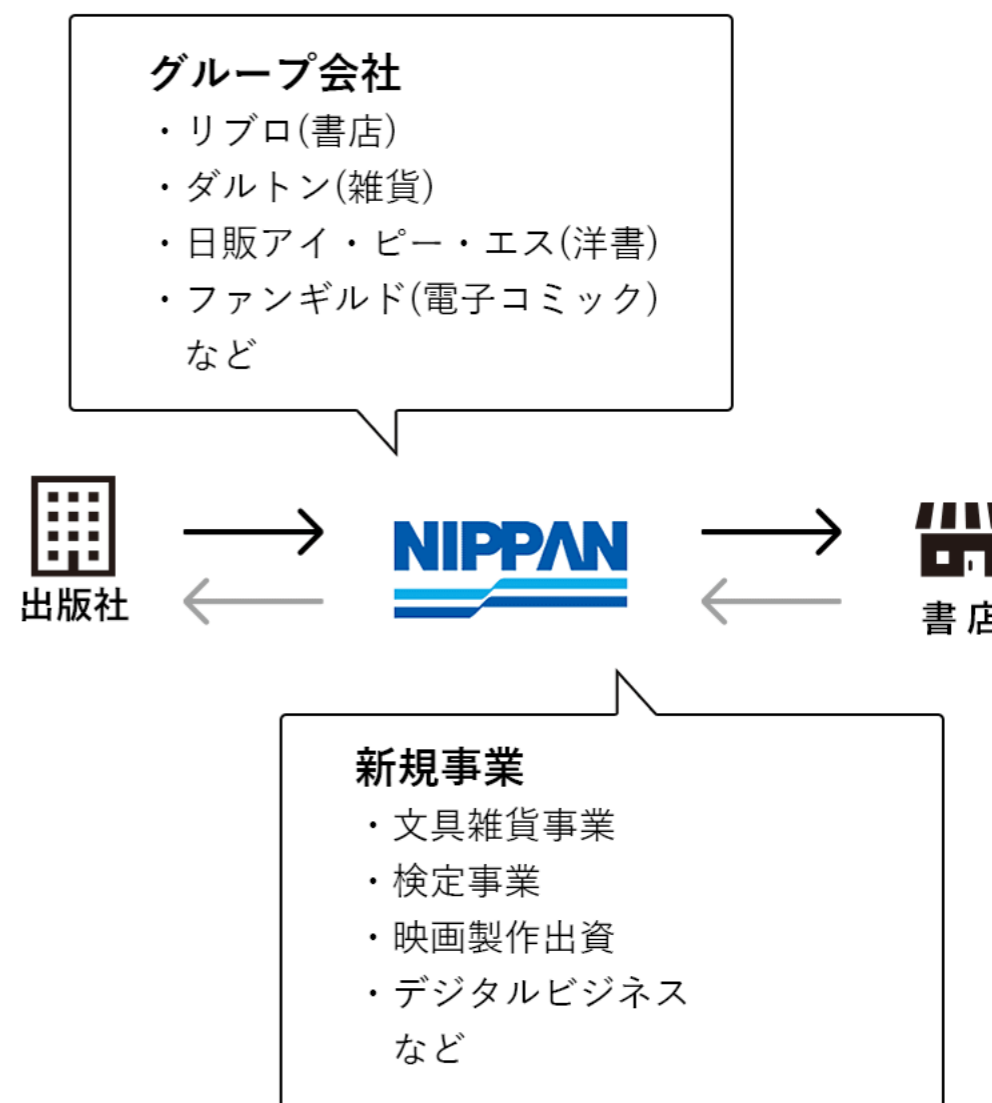 グループ会社
・リブロ(書店)
・ダルトン(雑貨)
・日販アイ・ピー・エス(洋書)
・ファンギルド(電子コミック)
など
出版社
NIPPAN
書店
新規事業
・文具雑貨事業
・検定事業
・映画製作出資
・デジタルビジネス
など